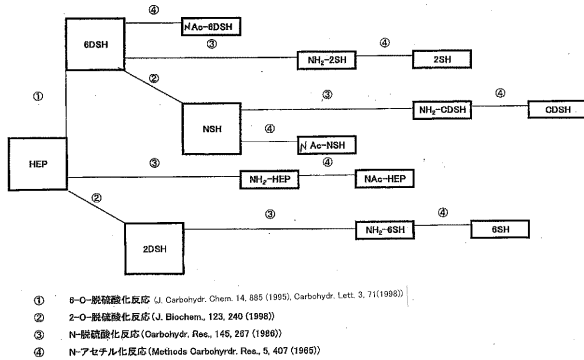 ④
NAc-6DSH
6DSH
③
④
NH₂-2SH
2SH
②
③
④
①
NH₂-CDSH
CDSH
NSH
④
N Ac-NSH
HEP
③
④
NH₂-HEP
NAc-HEP
②
③
④
NH₂-6SH
6SH
2DSH
① 6-O-脱硫酸化反応 (J. Carbohydr. Chem. 14, 885 (1995), Carbohydr. Lett. 3, 71(1998))
② 2-O-脱硫酸化反応 (J. Biochem., 123, 240 (1998))
③ N-脱硫酸化反応 (Carbohydr. Res., 145, 267 (1986))
④ N-アセチル化反応 (Methods Carboyrdr. Res., 5, 407 (1965))